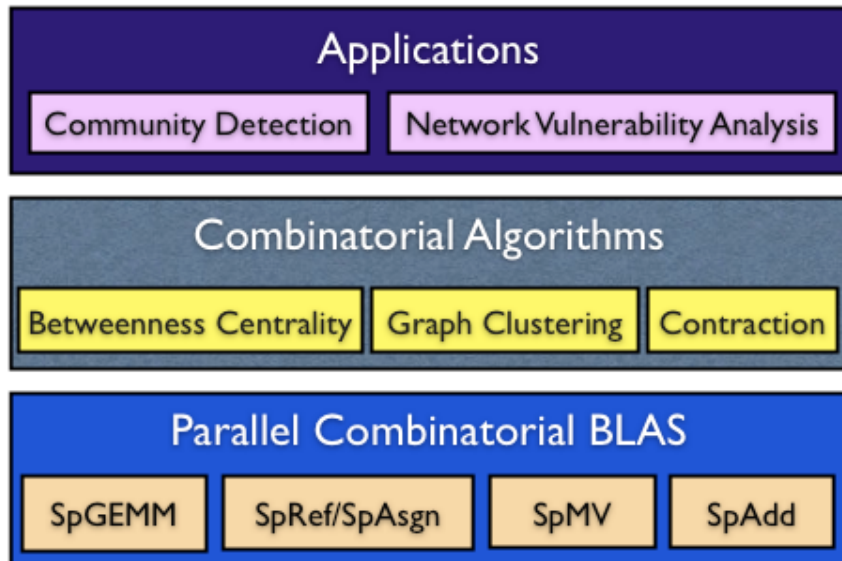 Applications
Community Detection
Network Vulnerability Analysis
Combinatorial Algorithms
Betweenness Centrality
Graph Clustering
Contraction
Parallel Combinatorial BLAS
SpGEMM
SpRef/SpAsgn
SpMV
SpAdd